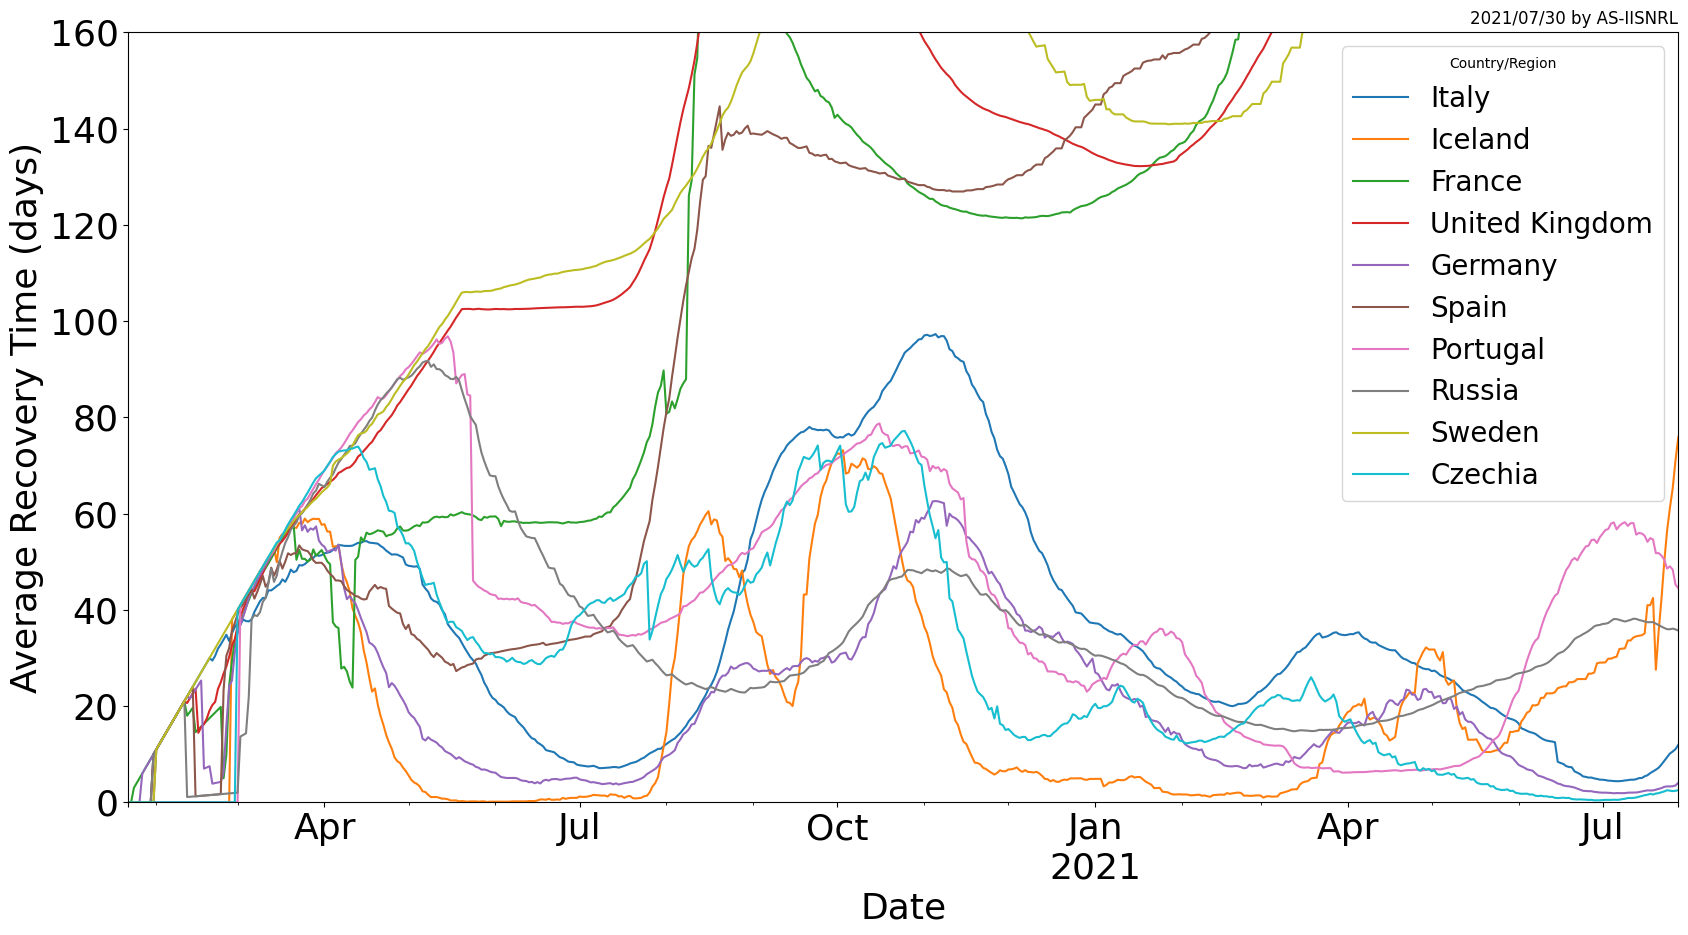 2021/07/30 by AS-IISNRL
Average Recovery Time (days)
160
140
120
100
80
60
40
20
0
Country/Region
Italy
Iceland
France
United Kingdom
Germany
Spain
Portugal
Russia
Sweden
Czechia
Apr
Jul
Oct
Jan
2021
Apr
Jul
Date